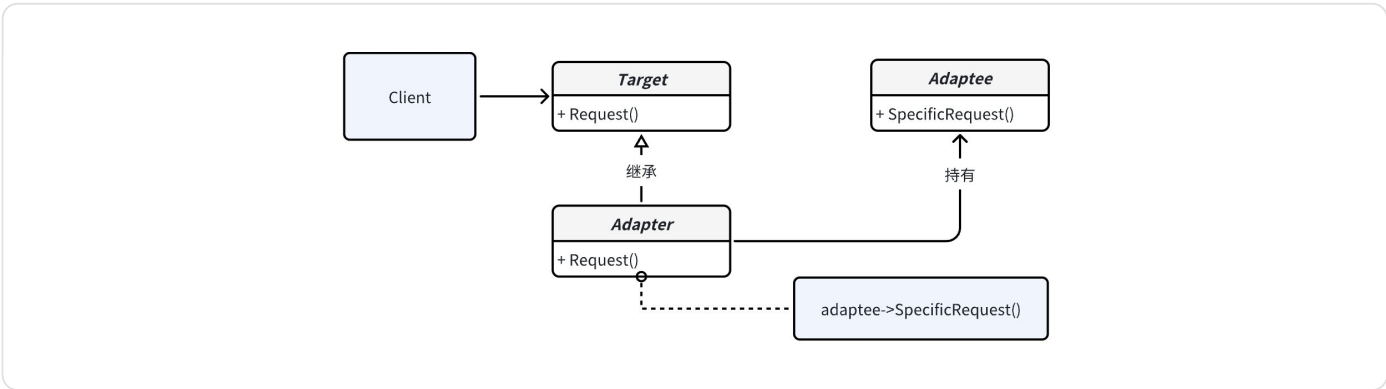 Client
Target
+ Request()
Adaptee
+ SpecificRequest()
继承
持有
Adapter
+ Request()
adaptee->SpecificRequest()